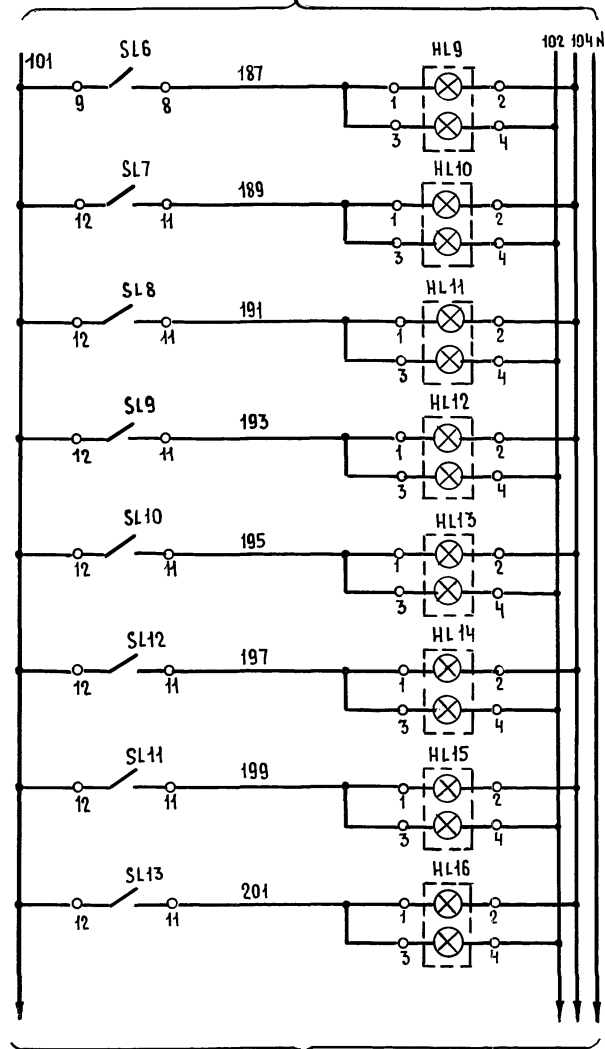 101 SL6 187 HL9 102 104 N
9 8 1 2
3 4
SL7 189 HL10
12 11 1 2
3 4
SL8 191 HL11
12 11 1 2
3 4
SL9 193 HL12
12 11 1 2
3 4
SL10 195 HL13
12 11 1 2
3 4
SL12 197 HL14
12 11 1 2
3 4
SL11 199 HL15
12 11 1 2
3 4
SL13 201 HL16
12 11 1 2
3 4